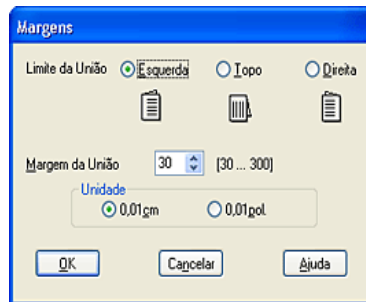 Margens
Limite da União Esquerda Topo Direita
Margem da União 30 [30 ... 300]
Unidade
0,01cm 0,01pol.
OK Cancelar Ajuda